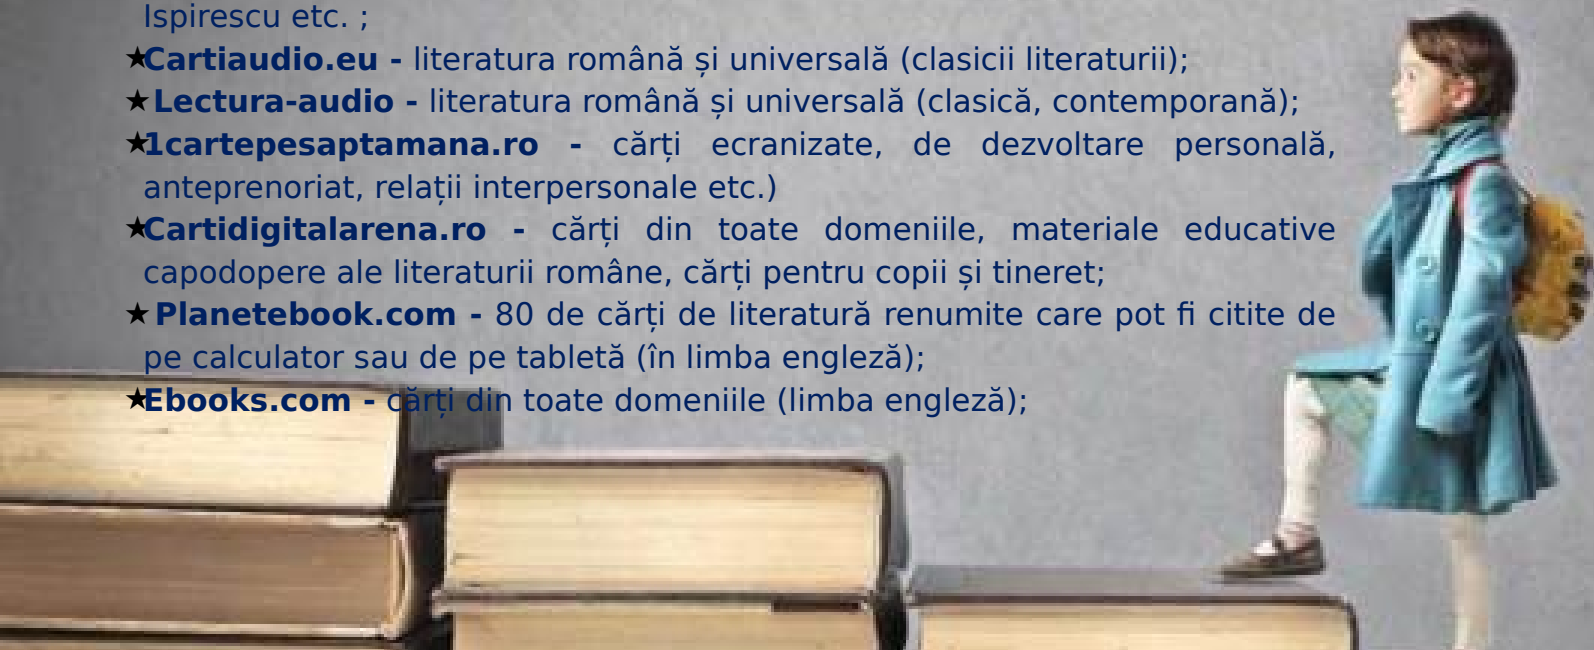 Ispirescu etc. ;
★Cartiaudio.eu - literatura română și universală (clasicii literaturii);
★Lectura-audio - literatura română și universală (clasică, contemporană);
★1cartepesaptamana.ro - cărți ecranizate, de dezvoltare personală,
anteprenoriat, relații interpersonale etc.)
★Cartidigitalarena.ro - cărți din toate domeniile, materiale educative
capodopere ale literaturii române, cărți pentru copii și tineret;
★Planetebook.com - 80 de cărți de literatură renumite care pot fi citite de
pe calculator sau de pe tabletă (în limba engleză);
★Ebooks.com - cărți din toate domeniile (limba engleză);